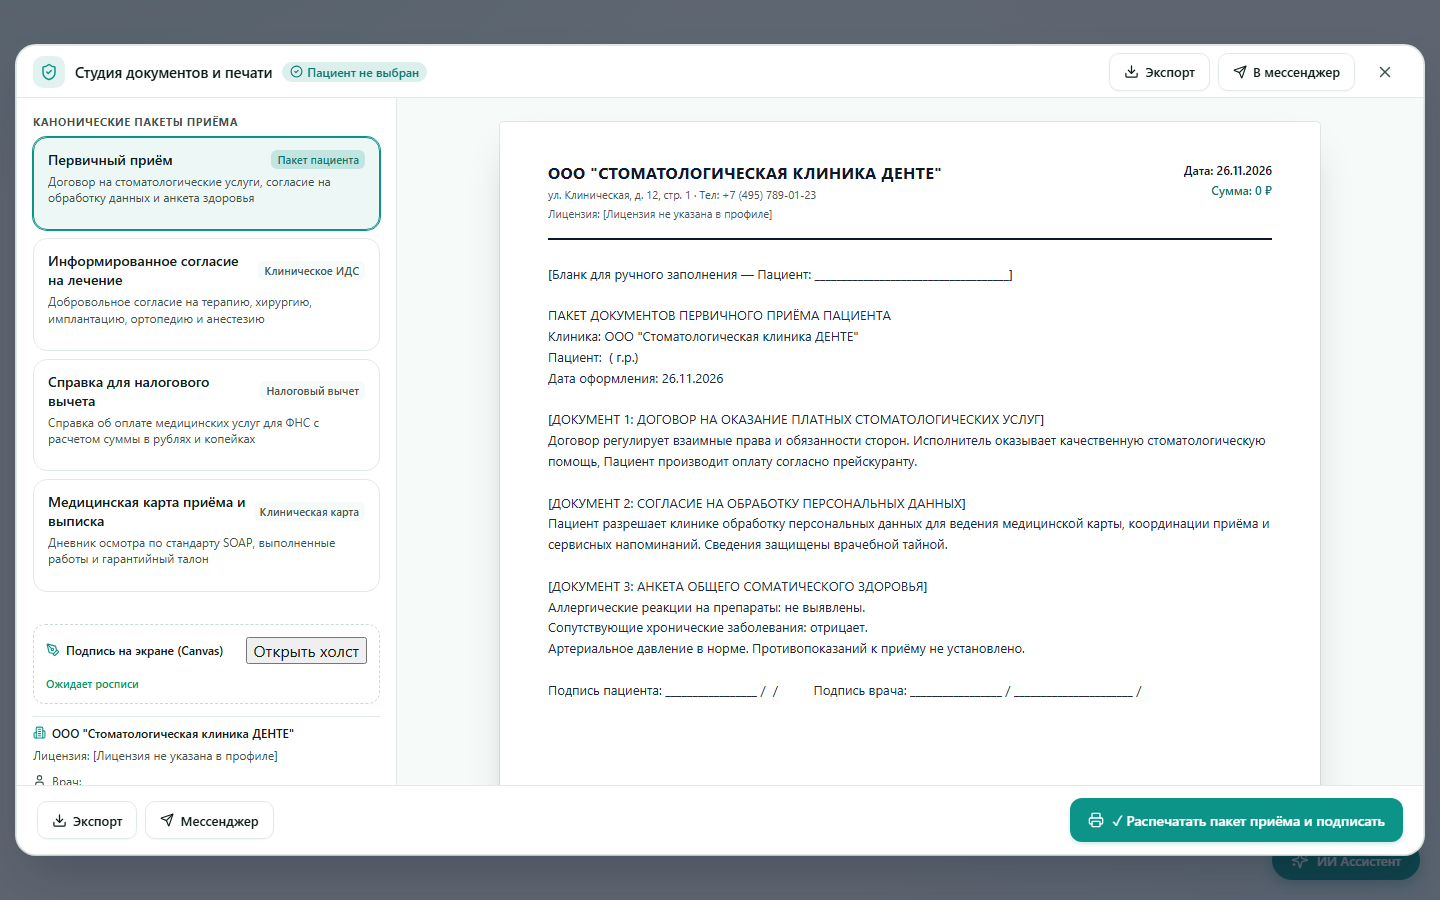 Студия документов и печати
Пациент не выбран
Экспорт
В мессенджер
КАНОНИЧЕСКИЕ ПАКЕТЫ ПРИЁМА
Первичный приём
Пакет пациента
Договор на стоматологические услуги, согласие на
обработку данных и анкета здоровья
Информированное согласие
на лечение
Клиническое ИДС
Добровольное согласие на терапию, хирургию,
имплантацию, ортопедию и анестезию
Справка для налогового
вычета
Налоговый вычет
Справка об оплате медицинских услуг для ФНС с
расчетом суммы в рублях и копейках
Медицинская карта приёма и
выписка
Клиническая карта
Дневник осмотра по стандарту SOAP, выполненные
работы и гарантийный талон
Подпись на экране (Canvas)
Открыть холст
Ожидает росписи
ООО "Стоматологическая клиника ДЕНТЕ"
Лицензия: [Лицензия не указана в профиле]
Врач:
ООО "СТОМАТОЛОГИЧЕСКАЯ КЛИНИКА ДЕНТЕ"
ул. Клиническая, д. 12, стр. 1 · Тел: +7 (495) 789-01-23
Лицензия: [Лицензия не указана в профиле]
Дата: 26.11.2026
Сумма: 0 ₽
[Бланк для ручного заполнения — Пациент: ______________________________]
ПАКЕТ ДОКУМЕНТОВ ПЕРВИЧНОГО ПРИЁМА ПАЦИЕНТА
Клиника: ООО "Стоматологическая клиника ДЕНТЕ"
Пациент:  ( г.р.)
Дата оформления: 26.11.2026
[ДОКУМЕНТ 1: ДОГОВОР НА ОКАЗАНИЕ ПЛАТНЫХ СТОМАТОЛОГИЧЕСКИХ УСЛУГ]
Договор регулирует взаимные права и обязанности сторон. Исполнитель оказывает качественную стоматологическую
помощь, Пациент производит оплату согласно прейскуранту.
[ДОКУМЕНТ 2: СОГЛАСИЕ НА ОБРАБОТКУ ПЕРСОНАЛЬНЫХ ДАННЫХ]
Пациент разрешает клинике обработку персональных данных для ведения медицинской карты, координации приёма и
сервисных напоминаний. Сведения защищены врачебной тайной.
[ДОКУМЕНТ 3: АНКЕТА ОБЩЕГО СОМАТИЧЕСКОГО ЗДОРОВЬЯ]
Аллергические реакции на препараты: не выявлены.
Сопутствующие хронические заболевания: отрицает.
Артериальное давление в норме. Противопоказаний к приёму не установлено.
Подпись пациента: ______________ /  /          Подпись врача: ______________ / __________________ /
Экспорт
Мессенджер
✓ Распечатать пакет приёма и подписать
ИИ Ассистент